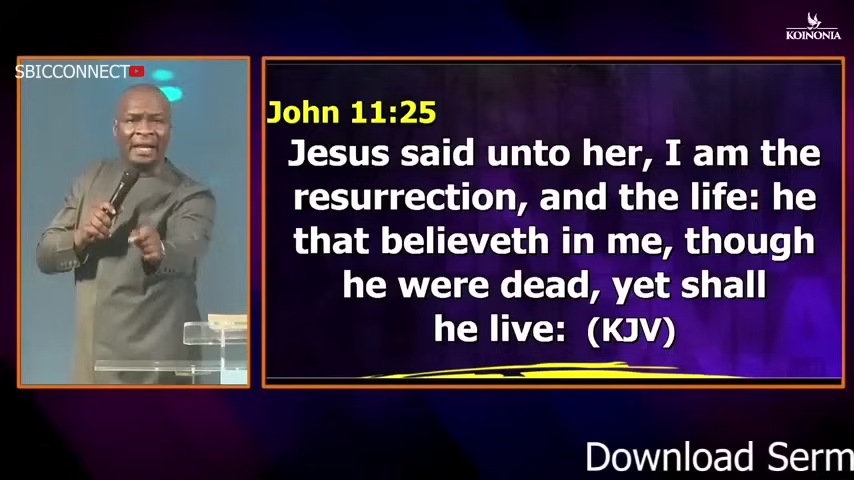 KOINONIA
SBICCONNECT
John 11:25
Jesus said unto her, I am the
resurrection, and the life: he
that believeth in me, though
he were dead, yet shall
he live: (KJV)
Download Serm